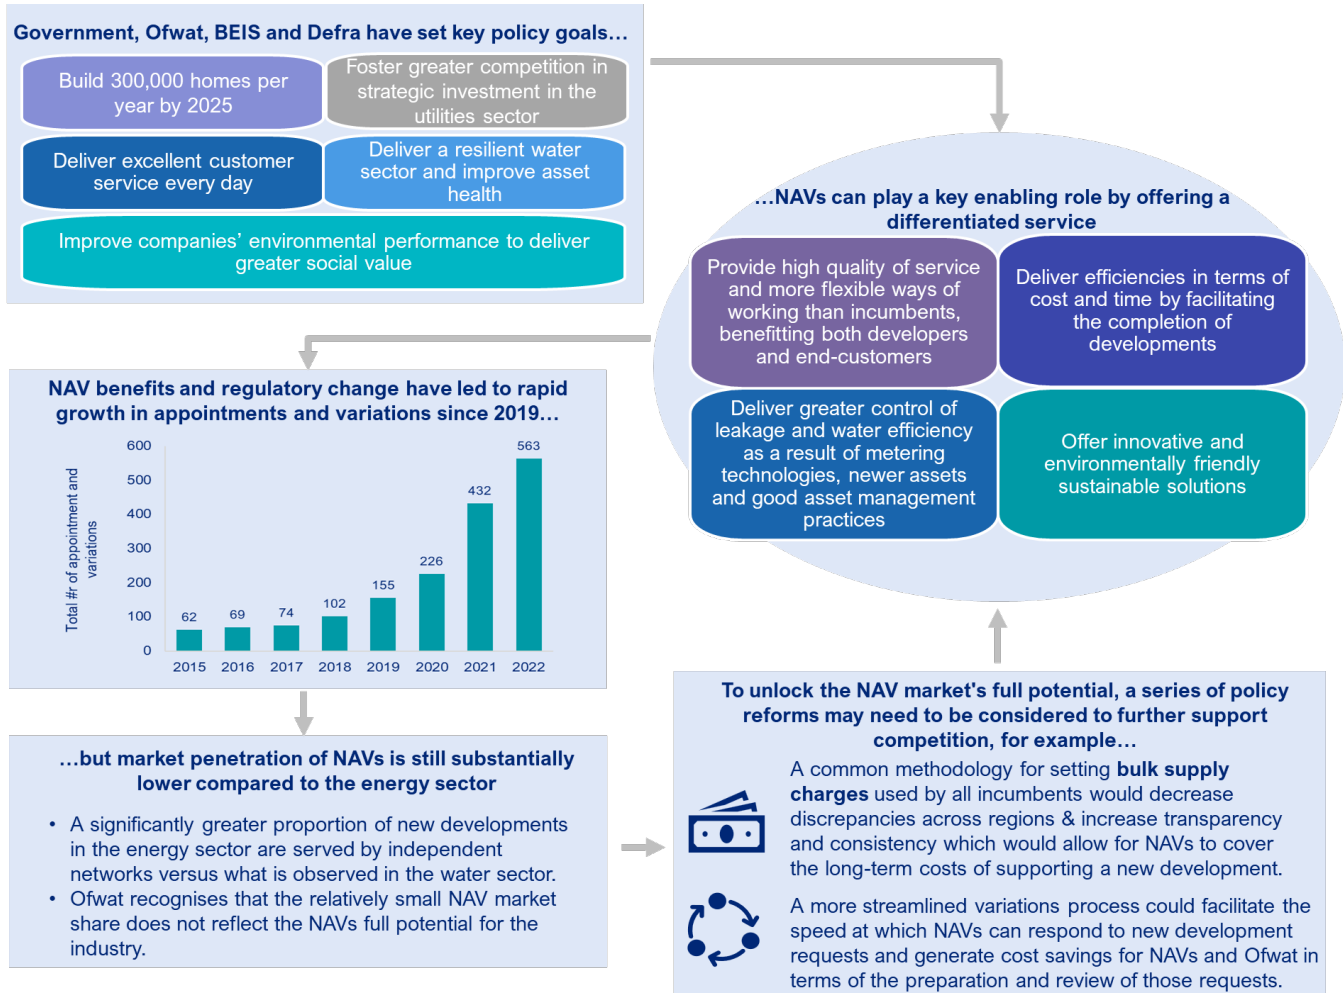 Government, Ofwat, BEIS and Defra have set key policy goals…
Build 300,000 homes per
year by 2025
Foster greater competition in
strategic investment in the
utilities sector
Deliver excellent customer
service every day
Deliver a resilient water
sector and improve asset
health
Improve companies’ environmental performance to deliver
greater social value
…NAVs can play a key enabling role by offering a
differentiated service
Provide high quality of service
and more flexible ways of
working than incumbents,
benefitting both developers
and end-customers
Deliver efficiencies in terms of
cost and time by facilitating
the completion of
developments
Deliver greater control of
leakage and water efficiency
as a result of metering
technologies, newer assets
and good asset management
practices
Offer innovative and
environmentally friendly
sustainable solutions
NAV benefits and regulatory change have led to rapid
growth in appointments and variations since 2019…
Total #r of appointment and
variations
600
500
400
300
200
100
0
62
69
74
102
155
226
432
563
2015 2016 2017 2018 2019 2020 2021 2022
…but market penetration of NAVs is still substantially
lower compared to the energy sector
• A significantly greater proportion of new developments
in the energy sector are served by independent
networks versus what is observed in the water sector.
• Ofwat recognises that the relatively small NAV market
share does not reflect the NAVs full potential for the
industry.
To unlock the NAV market's full potential, a series of policy
reforms may need to be considered to further support
competition, for example…
A common methodology for setting bulk supply
charges used by all incumbents would decrease
discrepancies across regions & increase transparency
and consistency which would allow for NAVs to cover
the long-term costs of supporting a new development.
A more streamlined variations process could facilitate the
speed at which NAVs can respond to new development
requests and generate cost savings for NAVs and Ofwat in
terms of the preparation and review of those requests.